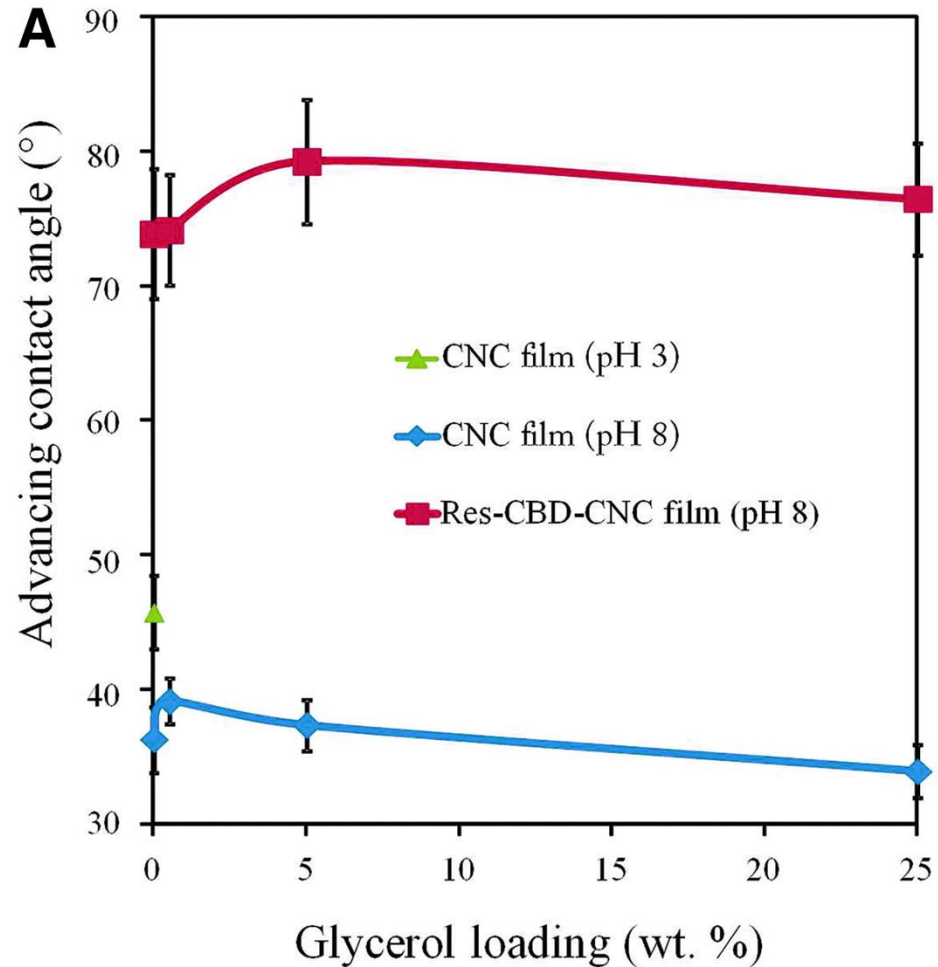 A
90
80
70
60
50
40
30
Advancing contact angle (°)
CNC film (pH 3)
CNC film (pH 8)
Res-CBD-CNC film (pH 8)
0 5 10 15 20 25
Glycerol loading (wt. %)